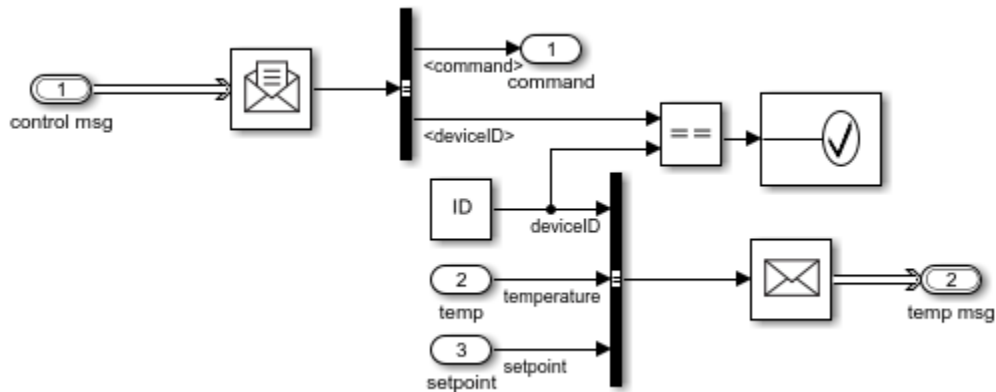 1
control msg
<command>
1
command
<deviceID>
==
ID
deviceID
2
temp
temperature
3
setpoint
setpoint
2
temp msg